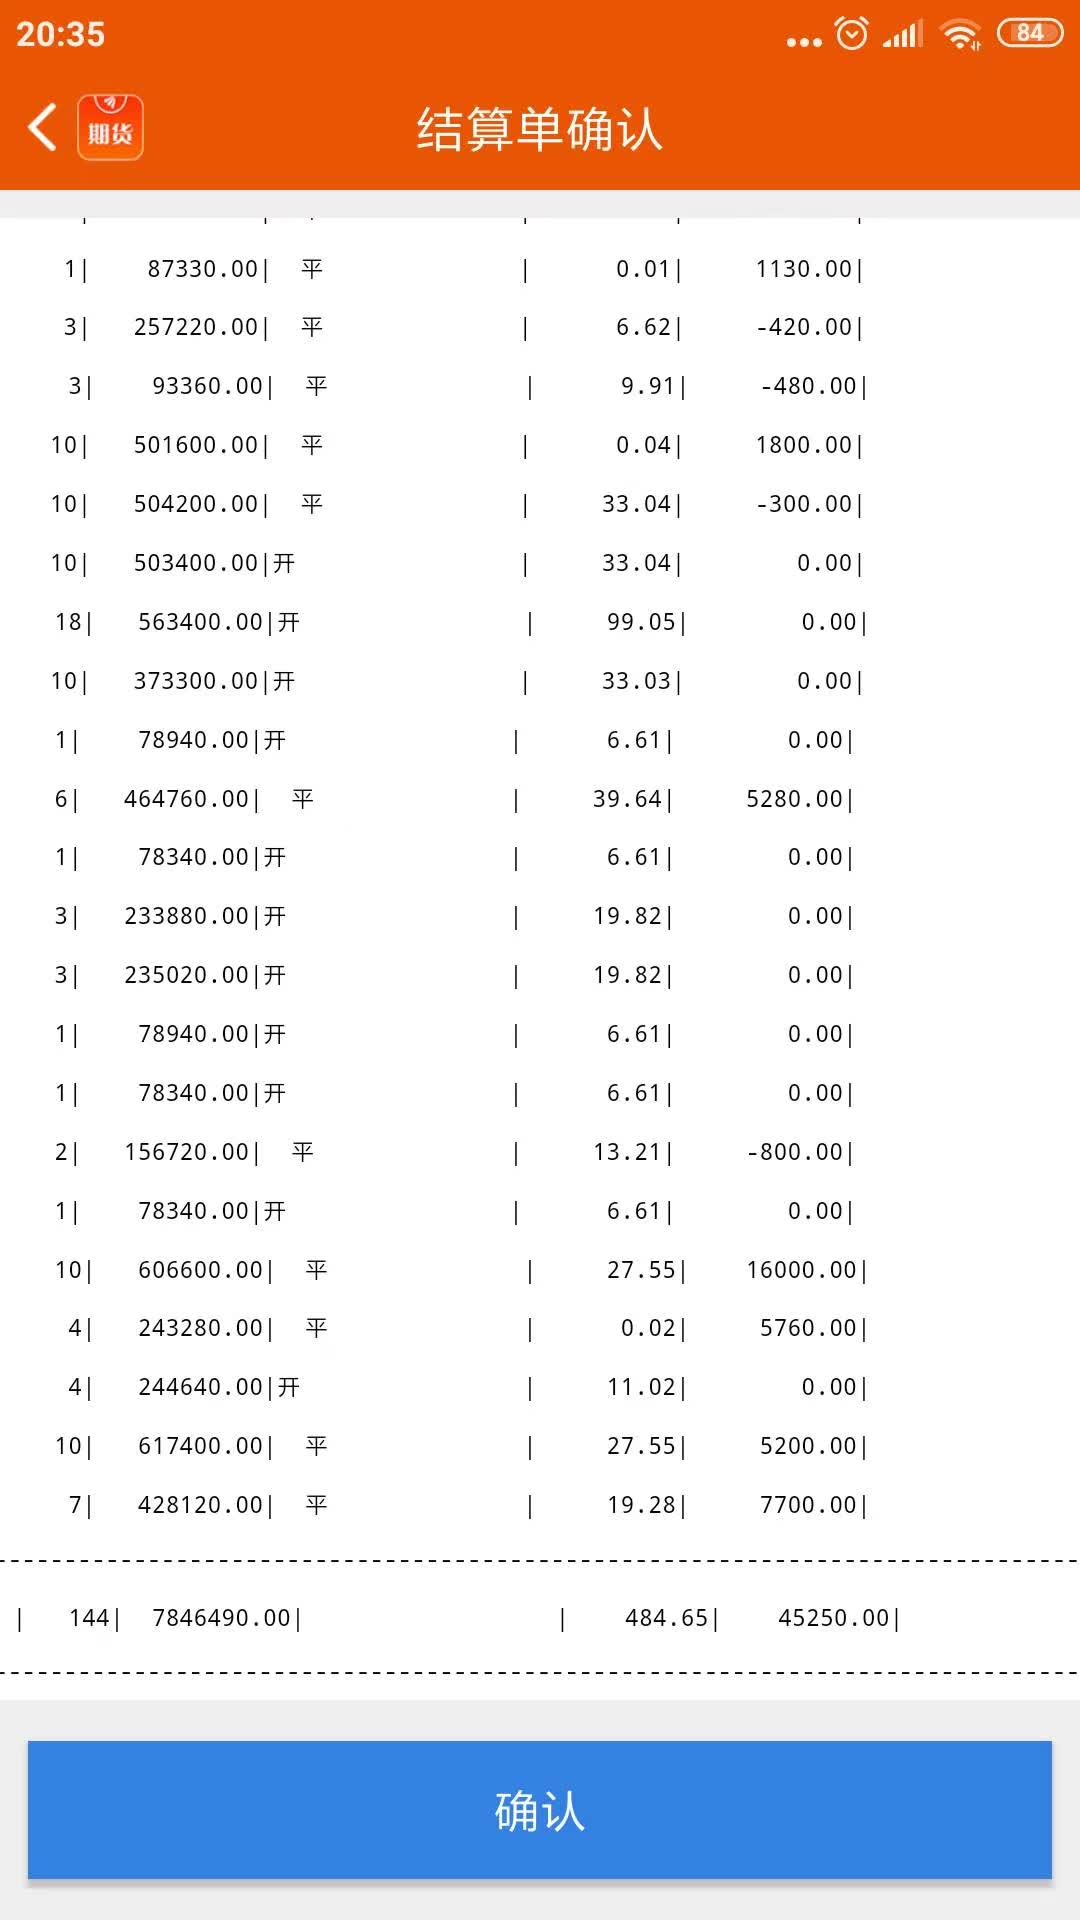 20:35
84
期货
结算单确认
1| 87330.00| 平 | 0.01| 1130.00|
3| 257220.00| 平 | 6.62| -420.00|
3| 93360.00| 平 | 9.91| -480.00|
10| 501600.00| 平 | 0.04| 1800.00|
10| 504200.00| 平 | 33.04| -300.00|
10| 503400.00|开 | 33.04| 0.00|
18| 563400.00|开 | 99.05| 0.00|
10| 373300.00|开 | 33.03| 0.00|
1| 78940.00|开 | 6.61| 0.00|
6| 464760.00| 平 | 39.64| 5280.00|
1| 78340.00|开 | 6.61| 0.00|
3| 233880.00|开 | 19.82| 0.00|
3| 235020.00|开 | 19.82| 0.00|
1| 78940.00|开 | 6.61| 0.00|
1| 78340.00|开 | 6.61| 0.00|
2| 156720.00| 平 | 13.21| -800.00|
1| 78340.00|开 | 6.61| 0.00|
10| 606600.00| 平 | 27.55| 16000.00|
4| 243280.00| 平 | 0.02| 5760.00|
4| 244640.00|开 | 11.02| 0.00|
10| 617400.00| 平 | 27.55| 5200.00|
7| 428120.00| 平 | 19.28| 7700.00|
| 144| 7846490.00| | 484.65| 45250.00|
确认